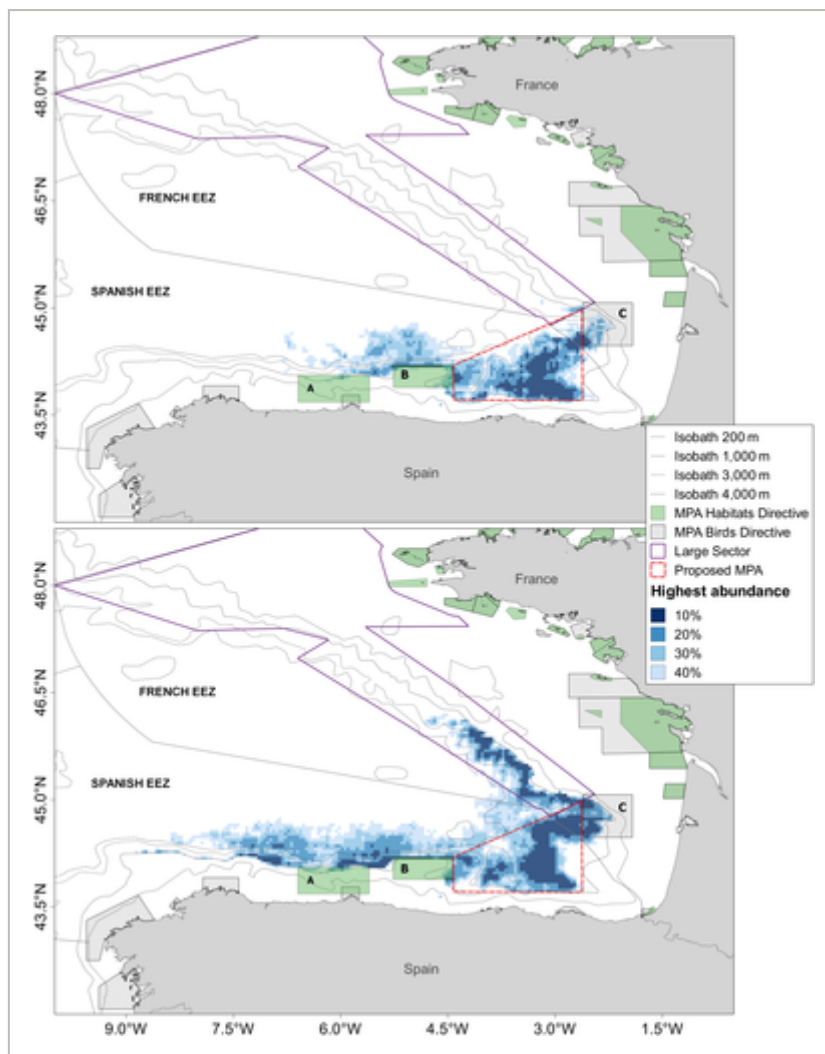 48.0°N
France
46.5°N
FRENCH EEZ
SPANISH EEZ
45.0°N
C
B
A
43.5°N
Spain
Isobath 200 m
Isobath 1,000 m
Isobath 3,000 m
Isobath 4,000 m
MPA Habitats Directive
MPA Birds Directive
Large Sector
Proposed MPA
Highest abundance
10%
20%
30%
40%
48.0°N
France
46.5°N
FRENCH EEZ
SPANISH EEZ
45.0°N
C
B
A
43.5°N
Spain
9.0°W 7.5°W 6.0°W 4.5°W 3.0°W 1.5°W